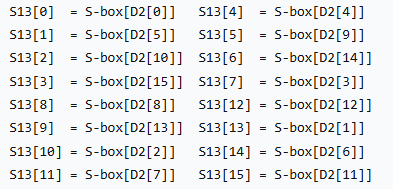 S13[0]  = S-box[D2[0]]   S13[4]  = S-box[D2[4]]
S13[1]  = S-box[D2[5]]   S13[5]  = S-box[D2[9]]
S13[2]  = S-box[D2[10]]  S13[6]  = S-box[D2[14]]
S13[3]  = S-box[D2[15]]  S13[7]  = S-box[D2[3]]
S13[8]  = S-box[D2[8]]   S13[12] = S-box[D2[12]]
S13[9]  = S-box[D2[13]]  S13[13] = S-box[D2[1]]
S13[10] = S-box[D2[2]]   S13[14] = S-box[D2[6]]
S13[11] = S-box[D2[7]]   S13[15] = S-box[D2[11]]